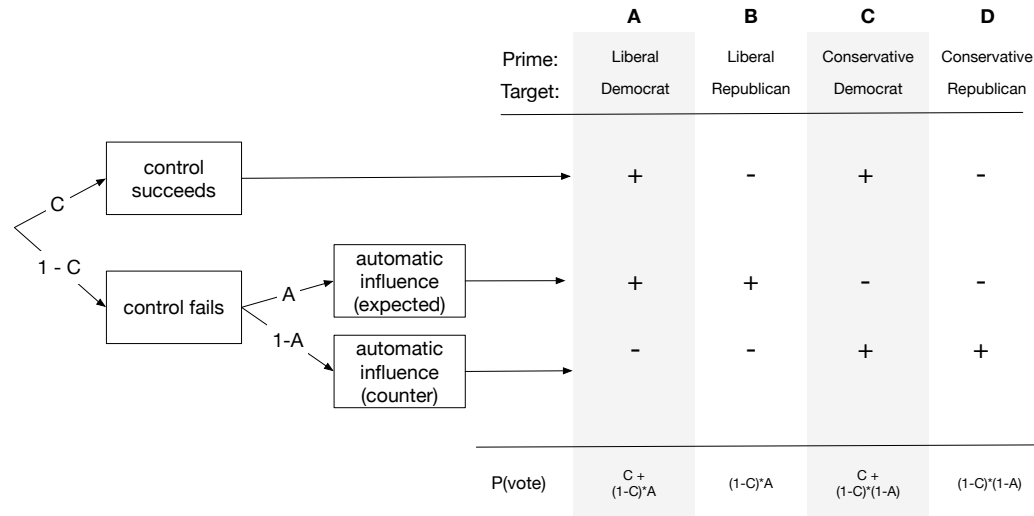 A B C D
Prime: Liberal Liberal Conservative Conservative
Target: Democrat Republican Democrat Republican
control
succeeds
+ - + -
C
1 - C
control fails
A
1-A
automatic
influence
(expected)
+ + - -
automatic
influence
(counter)
- - + +
P(vote)
C +
(1-C)*A
(1-C)*A
C +
(1-C)*(1-A)
(1-C)*(1-A)